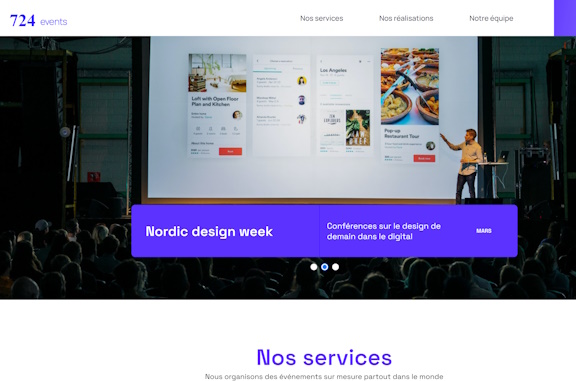 724 events
Nos services
Nos réalisations
Notre équipe
Loft with Open Floor
Plan and Kitchen
Los Angeles
Pop-up
Restaurant Tour
Nordic design week
Conférences sur le design de
demain dans le digital
MARS
Nos services
Nous organisons des événements sur mesure partout dans le monde